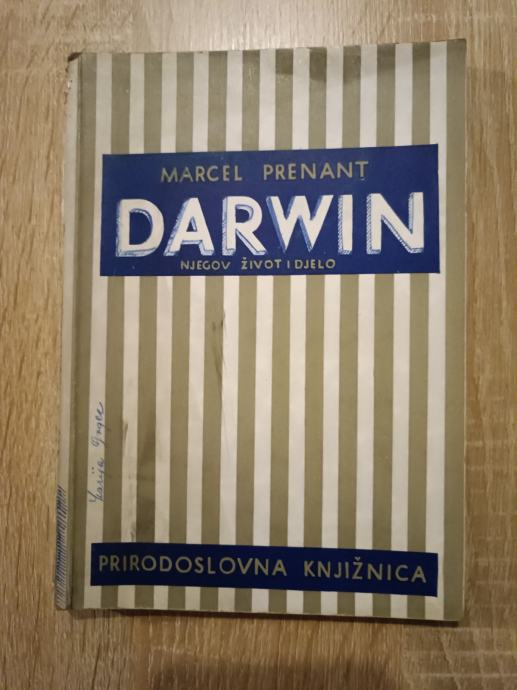 MARCEL PRENANT
DARWIN
NJEGOV ŽIVOT I DJELO
PRIRODOSLOVNA KNJIŽNICA